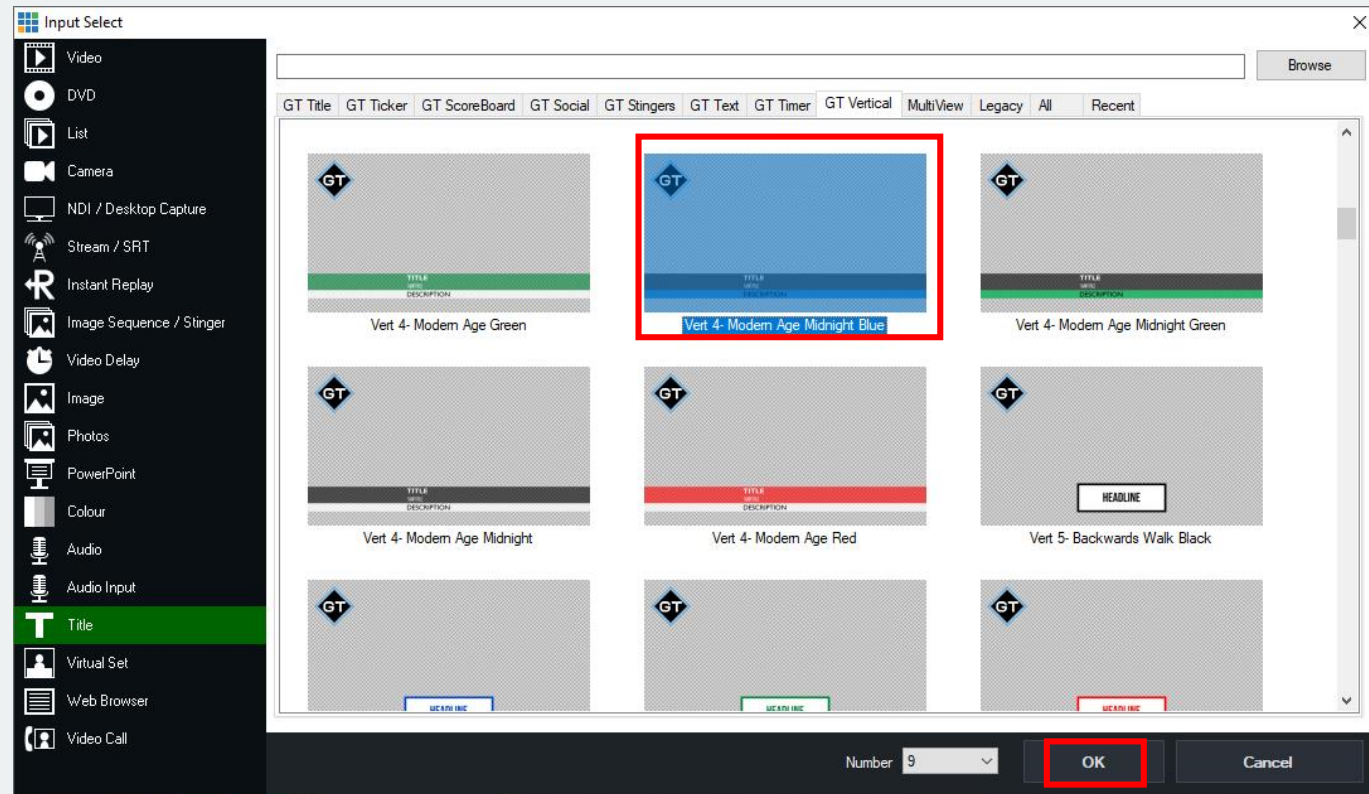 Input Select
Video
DVD
List
Camera
NDI / Desktop Capture
Stream / SRT
Instant Replay
Image Sequence / Stinger
Video Delay
Image
Photos
PowerPoint
Colour
Audio
Audio Input
Title
Virtual Set
Web Browser
Video Call
Browse
GT Title GT Ticker GT ScoreBoard GT Social GT Stingers GT Text GT Timer GT Vertical MultiView Legacy All Recent
GT GT GT
TITLE TITLE TITLE
DESCRIPTION DESCRIPTION DESCRIPTION
Vert 4- Modern Age Green Vert 4- Modern Age Midnight Blue Vert 4- Modern Age Midnight Green
GT GT GT
TITLE TITLE HEADLINE
DESCRIPTION DESCRIPTION
Vert 4- Modern Age Midnight Vert 4- Modern Age Red Vert 5- Backwards Walk Black
GT GT GT
HEADLINE HEADLINE HEADLINE
Number 9 OK Cancel